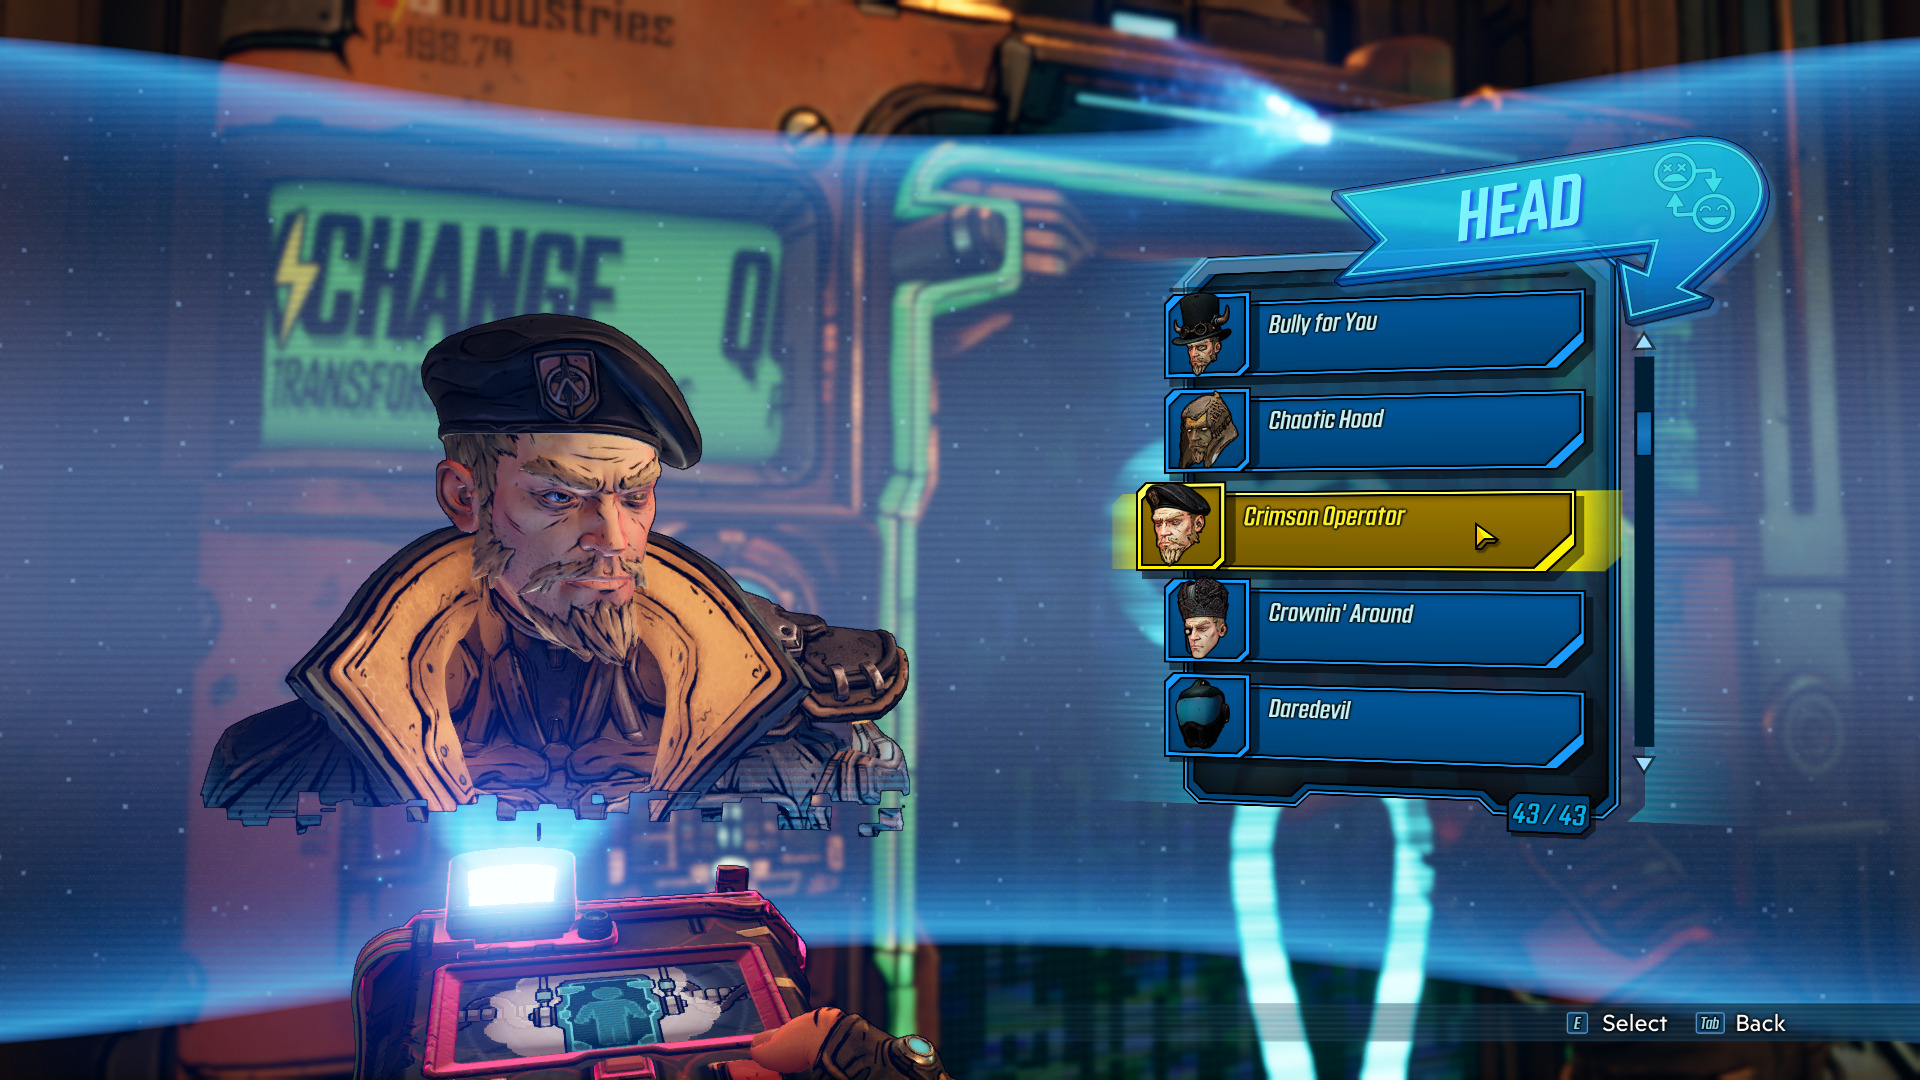 industries
P-198.79
CHANGE
TRANSFOR
HEAD
Bully for You
Chaotic Hood
Crimson Operator
Crownin' Around
Daredevil
43/43
E Select Tab Back